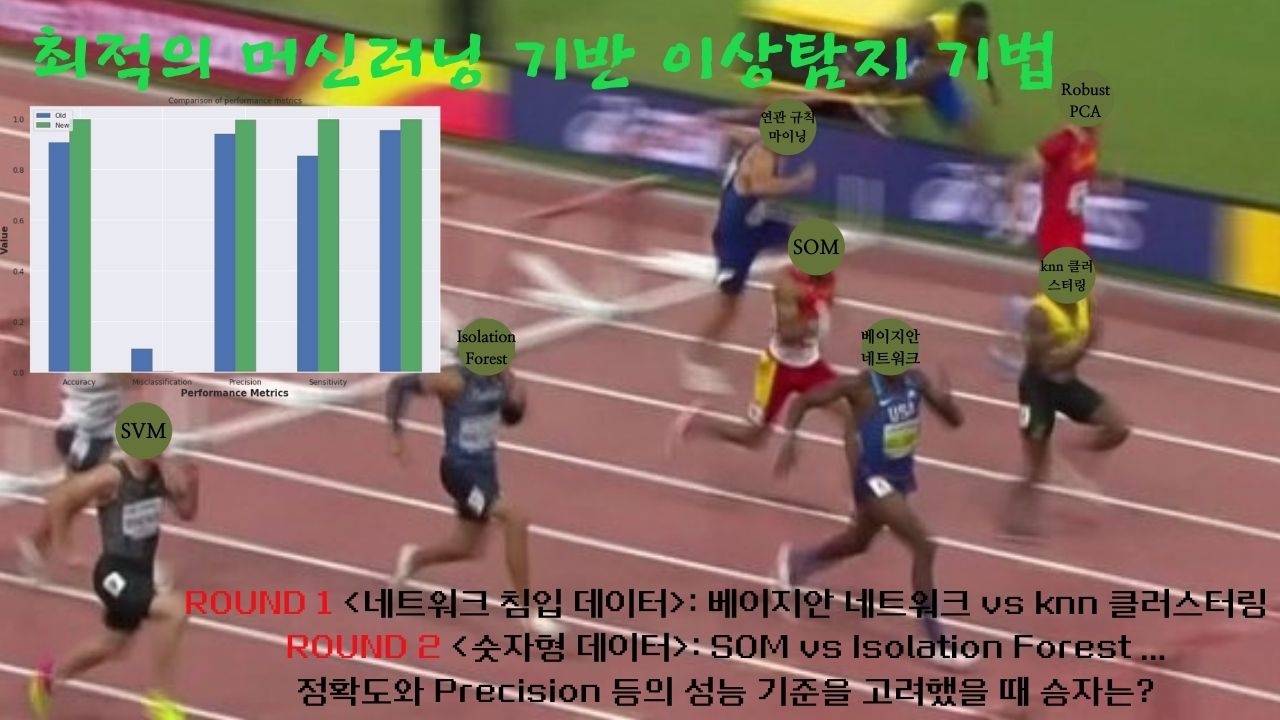 최적의 머신러닝 기반 이상탐지 기법
Robust
PCA
Comparison of performance metrics
Old
New
1.0
0.8
0.6
0.4
0.2
0.0
Value
Accuracy
Misclassification
Precision
Sensitivity
Performance Metrics
연관 규칙
마이닝
SOM
knn 클러
스터링
Isolation
Forest
베이지안
네트워크
USA
SVM
ROUND 1 <네트워크 침입 데이터>: 베이지안 네트워크 vs knn 클러스터링
ROUND 2 <숫자형 데이터>: SOM vs Isolation Forest ...
정확도와 Precision 등의 성능 기준을 고려했을 때 승자는?